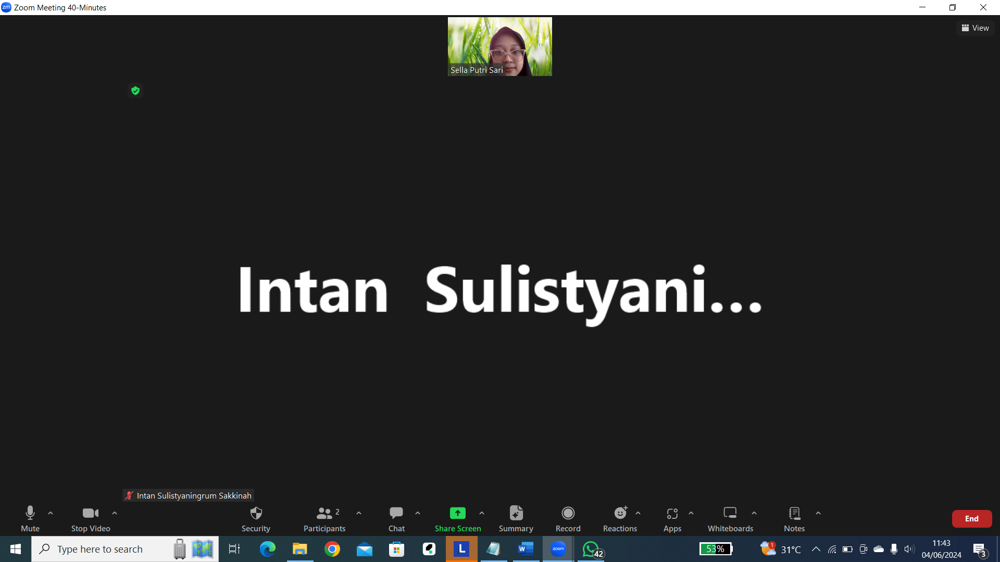 Zoom Meeting 40-Minutes
View
Sella Putri Sari
Intan Sulistyani...
Intan Sulistyaningrum Sakkinah
Mute
Stop Video
Security
Participants 2
Chat
Share Screen
Summary
Record
Reactions
Apps
Whiteboards
Notes
End
Type here to search
L
W
zoom
42
53%
1
31°C
11:43
04/06/2024
3